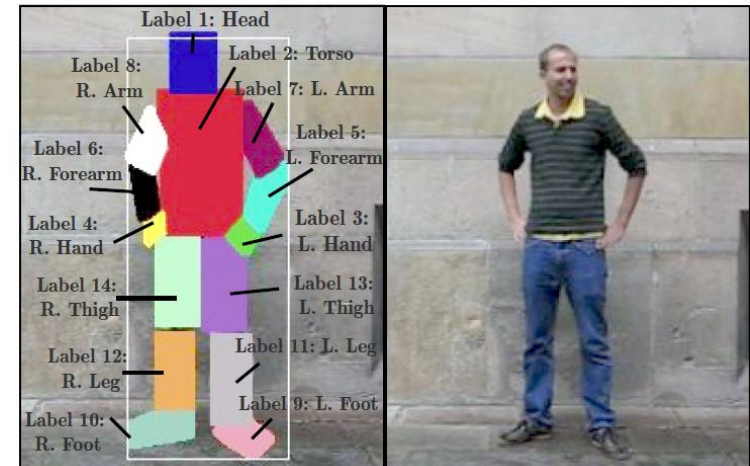 Label 1: Head
Label 2: Torso
Label 8:
R. Arm
Label 7: L. Arm
Label 5:
L. Forearm
Label 6:
R. Forearm
Label 3:
L. Hand
Label 4:
R. Hand
Label 14:
R. Thigh
Label 13:
L. Thigh
Label 12:
R. Leg
Label 11: L. Leg
Label 9: L. Foot
Label 10:
R. Foot